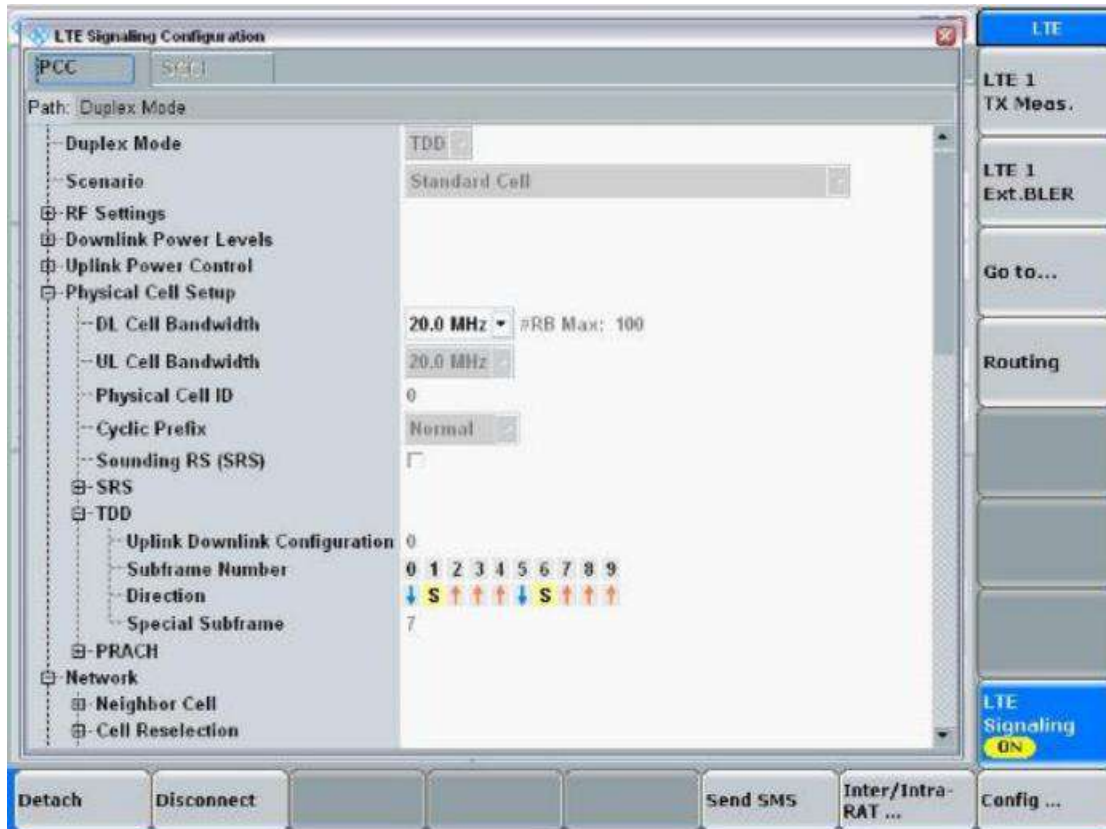 LTE Signaling Configuration
PCC
SCC1
Path: Duplex Mode
Duplex Mode TDD
Scenario Standard Cell
RF Settings
Downlink Power Levels
Uplink Power Control
Physical Cell Setup
DL Cell Bandwidth 20.0 MHz #RB Max: 100
UL Cell Bandwidth 20.0 MHz
Physical Cell ID 0
Cyclic Prefix Normal
Sounding RS (SRS)
SRS
TDD
Uplink Downlink Configuration 0
Subframe Number 0 1 2 3 4 5 6 7 8 9
Direction ↓ S ↑ ↑ ↑ ↓ S ↑ ↑ ↑
Special Subframe 7
PRACH
Network
Neighbor Cell
Cell Reselection
LTE
LTE 1
TX Meas.
LTE 1
Ext.BLER
Go to...
Routing
LTE
Signaling
ON
Detach
Disconnect
Send SMS
Inter/Intra-
RAT ...
Config ...